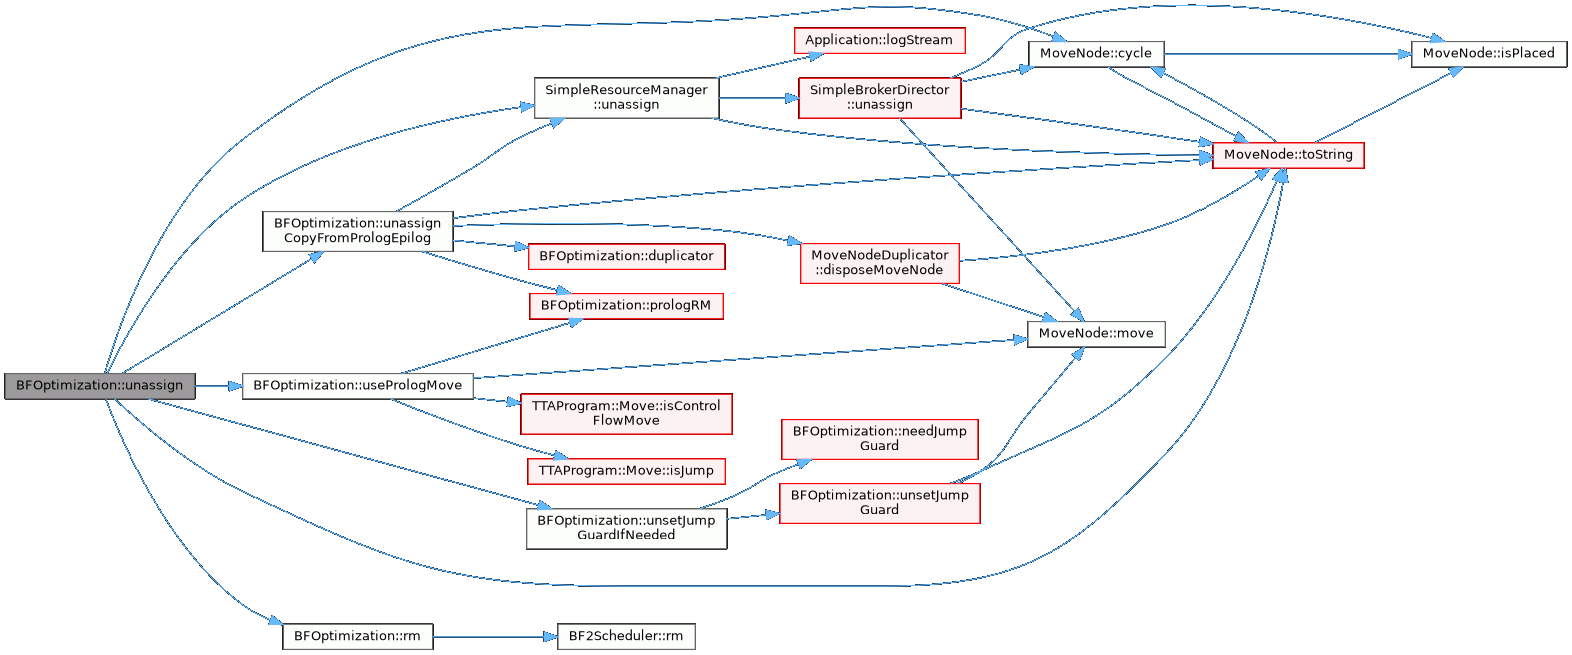 Application::logStream
MoveNode::cycle
MoveNode::isPlaced
SimpleResourceManager
::unassign
SimpleBrokerDirector
::unassign
MoveNode::toString
BFOptimization::unassign
CopyFromPrologEpilog
BFOptimization::duplicator
MoveNodeDuplicator
::disposeMoveNode
BFOptimization::prologRM
MoveNode::move
BFOptimization::unassign
BFOptimization::usePrologMove
TTAProgram::Move::isControl
FlowMove
BFOptimization::needJump
Guard
TTAProgram::Move::isJump
BFOptimization::unsetJump
Guard
BFOptimization::unsetJump
GuardIfNeeded
BFOptimization::rm
BF2Scheduler::rm